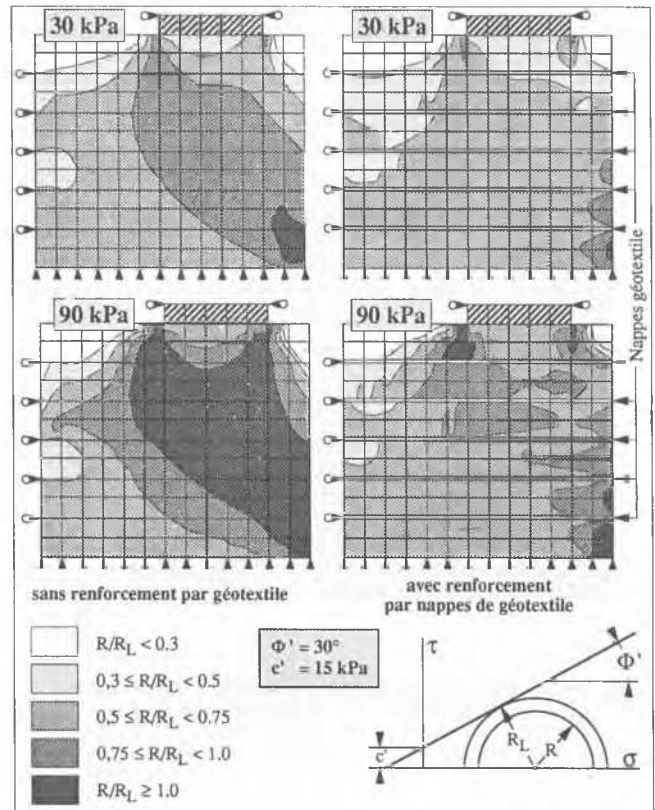 30 kPa
30 kPa
90 kPa
90 kPa
Nappes géotextile
sans renforcement par géotextile
avec renforcement
par nappes de géotextile
R/R_L < 0.3
0,3 ≤ R/R_L < 0.5
0,5 ≤ R/R_L < 0.75
0,75 ≤ R/R_L < 1.0
R/R_L ≥ 1.0
Φ' = 30°
c' = 15 kPa
τ
Φ'
c'
R_L
R
σ